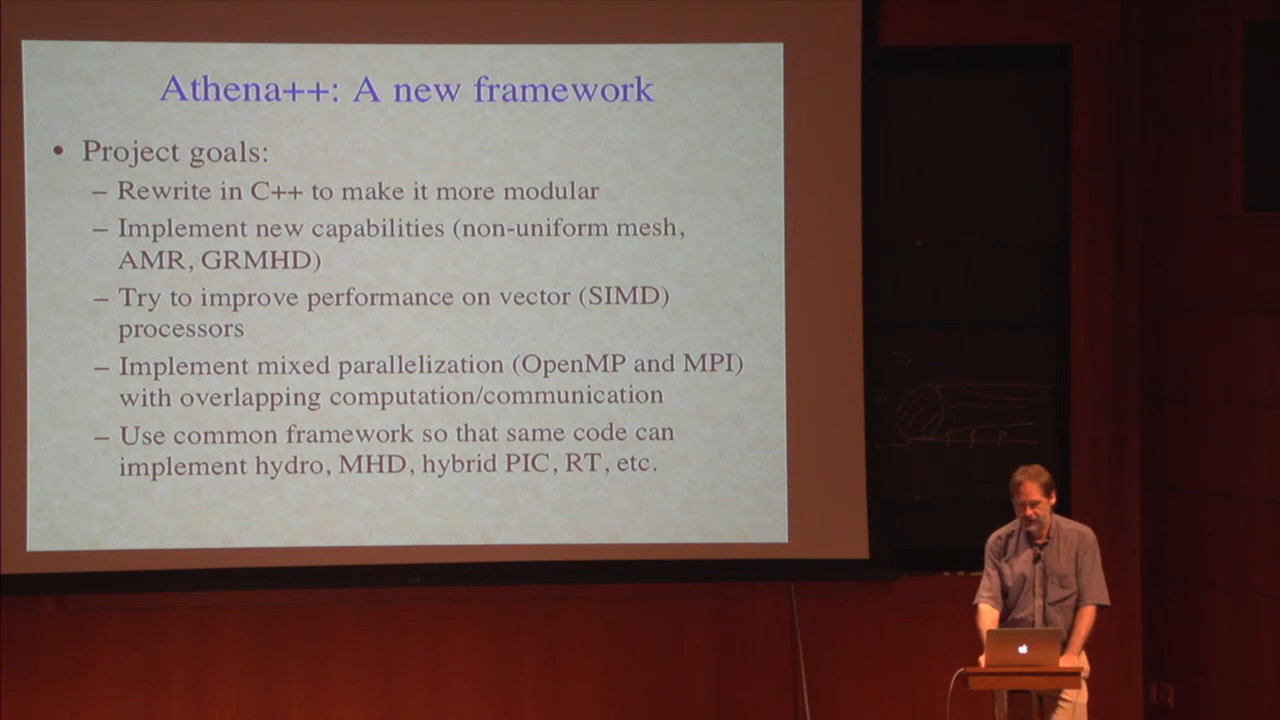 Athena++: A new framework
• Project goals:
– Rewrite in C++ to make it more modular
– Implement new capabilities (non-uniform mesh,
AMR, GRMHD)
– Try to improve performance on vector (SIMD)
processors
– Implement mixed parallelization (OpenMP and MPI)
with overlapping computation/communication
– Use common framework so that same code can
implement hydro, MHD, hybrid PIC, RT, etc.